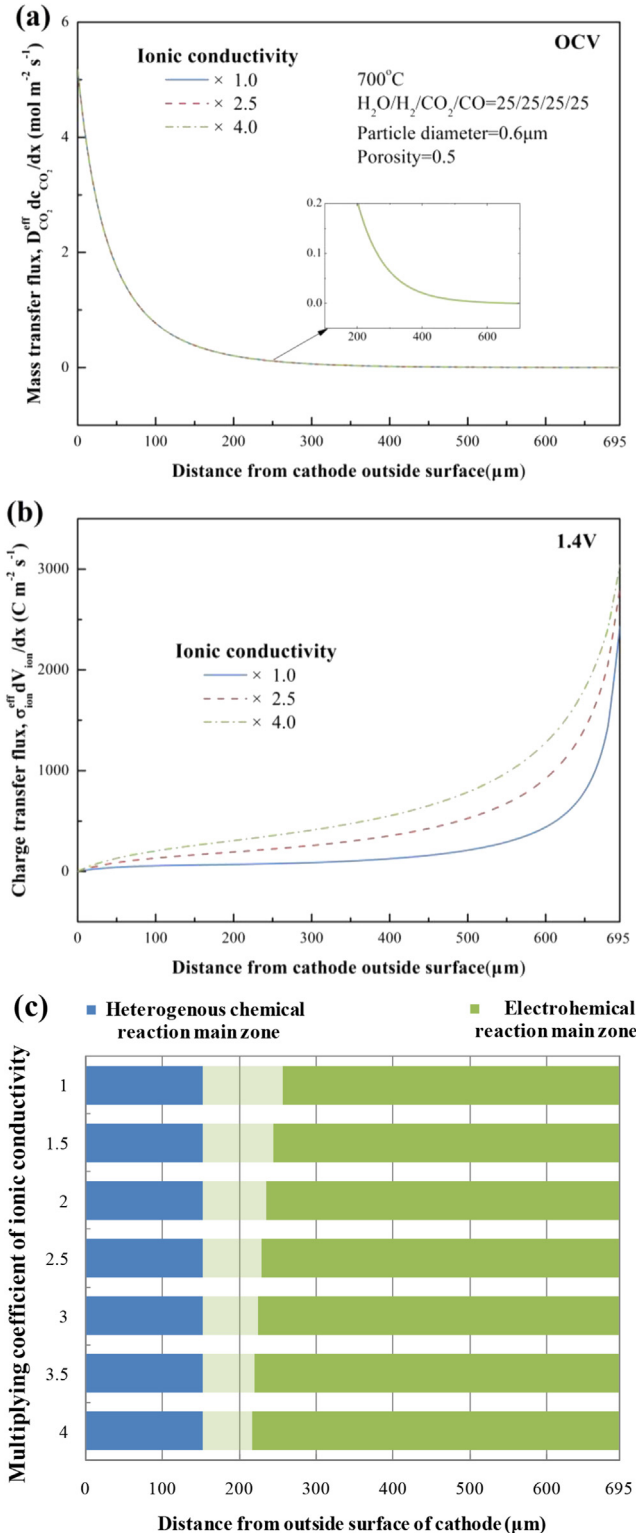 (a)
OCV
Ionic conductivity
× 1.0
× 2.5
× 4.0
700°C
H₂O/H₂/CO₂/CO=25/25/25/25
Particle diameter=0.6μm
Porosity=0.5
Mass transfer flux, D^eff_CO₂ dc_CO₂/dx (mol m⁻² s⁻¹)
6
5
4
3
2
1
0
0.2
0.1
0.0
200
400
600
0
100
200
300
400
500
600
695
Distance from cathode outside surface(μm)
(b)
1.4V
Ionic conductivity
× 1.0
× 2.5
× 4.0
Charge transfer flux, σ^eff_ion dV_ion/dx (C m⁻² s⁻¹)
3000
2000
1000
0
0
100
200
300
400
500
600
695
Distance from cathode outside surface(μm)
(c)
Heterogenous chemical
reaction main zone
Electrohemical
reaction main zone
Multiplying coefficient of ionic conductivity
1
1.5
2
2.5
3
3.5
4
0
100
200
300
400
500
600
695
Distance from outside surface of cathode (μm)